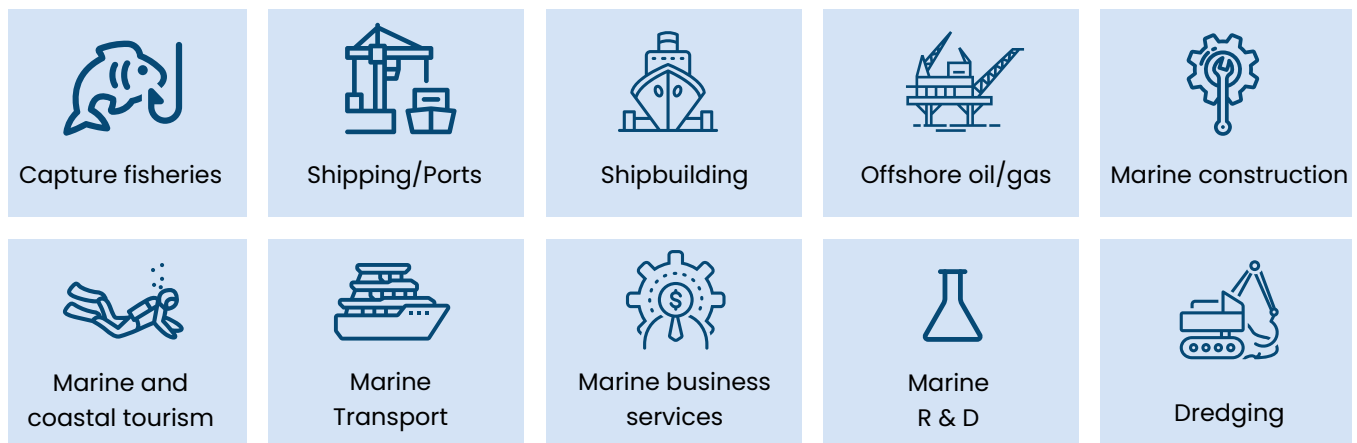 Capture fisheries
Shipping/Ports
Shipbuilding
Offshore oil/gas
Marine construction
Marine and
coastal tourism
Marine
Transport
Marine business
services
Marine
R & D
Dredging